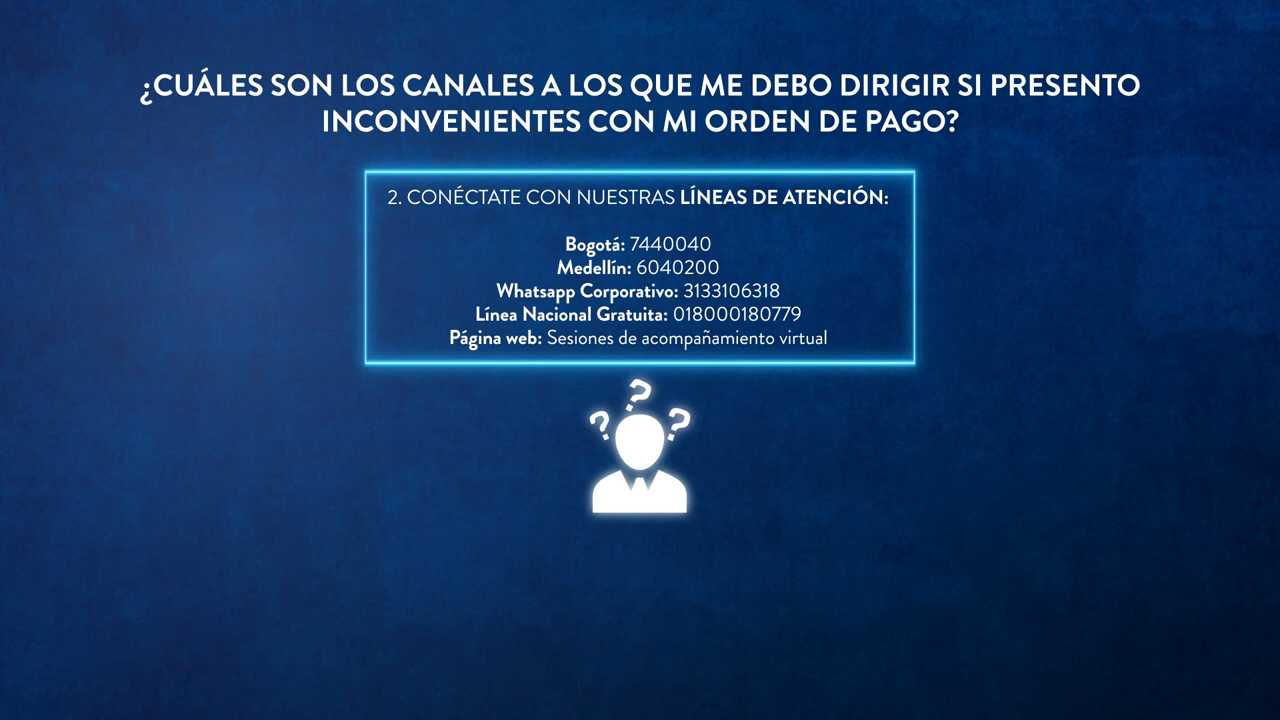 ¿CUÁLES SON LOS CANALES A LOS QUE ME DEBO DIRIGIR SI PRESENTO
INCONVENIENTES CON MI ORDEN DE PAGO?
2. CONÉCTATE CON NUESTRAS LÍNEAS DE ATENCIÓN:
Bogotá: 7440040
Medellín: 6040200
Whatsapp Corporativo: 3133106318
Línea Nacional Gratuita: 018000180779
Página web: Sesiones de acompañamiento virtual
? ? ?